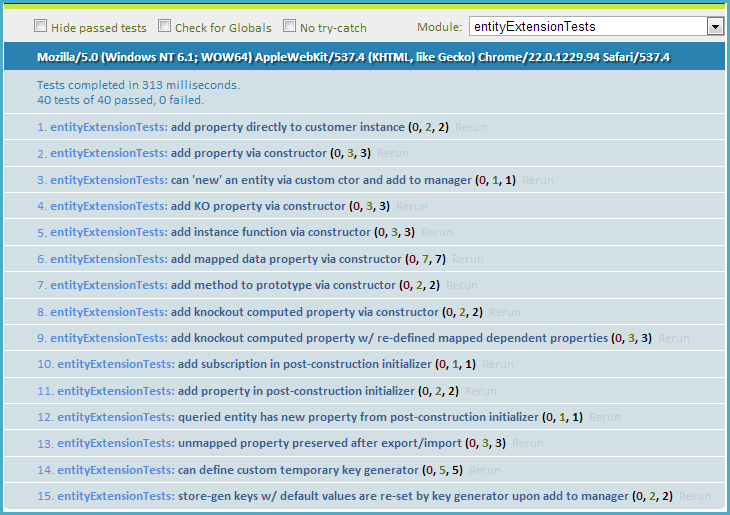 Hide passed tests Check for Globals No try-catch Module: entityExtensionTests
Mozilla/5.0 (Windows NT 6.1; WOW64) AppleWebKit/537.4 (KHTML, like Gecko) Chrome/22.0.1229.94 Safari/537.4
Tests completed in 313 milliseconds.
40 tests of 40 passed, 0 failed.
1. entityExtensionTests: add property directly to customer instance (0, 2, 2) Rerun
2. entityExtensionTests: add property via constructor (0, 3, 3) Rerun
3. entityExtensionTests: can 'new' an entity via custom ctor and add to manager (0, 1, 1) Rerun
4. entityExtensionTests: add KO property via constructor (0, 3, 3) Rerun
5. entityExtensionTests: add instance function via constructor (0, 3, 3) Rerun
6. entityExtensionTests: add mapped data property via constructor (0, 7, 7) Rerun
7. entityExtensionTests: add method to prototype via constructor (0, 2, 2) Rerun
8. entityExtensionTests: add knockout computed property via constructor (0, 2, 2) Rerun
9. entityExtensionTests: add knockout computed property w/ re-defined mapped dependent properties (0, 3, 3) Rerun
10. entityExtensionTests: add subscription in post-construction initializer (0, 1, 1) Rerun
11. entityExtensionTests: add property in post-construction initializer (0, 2, 2) Rerun
12. entityExtensionTests: queried entity has new property from post-construction initializer (0, 1, 1) Rerun
13. entityExtensionTests: unmapped property preserved after export/import (0, 3, 3) Rerun
14. entityExtensionTests: can define custom temporary key generator (0, 5, 5) Rerun
15. entityExtensionTests: store-gen keys w/ default values are re-set by key generator upon add to manager (0, 2, 2) Rerun